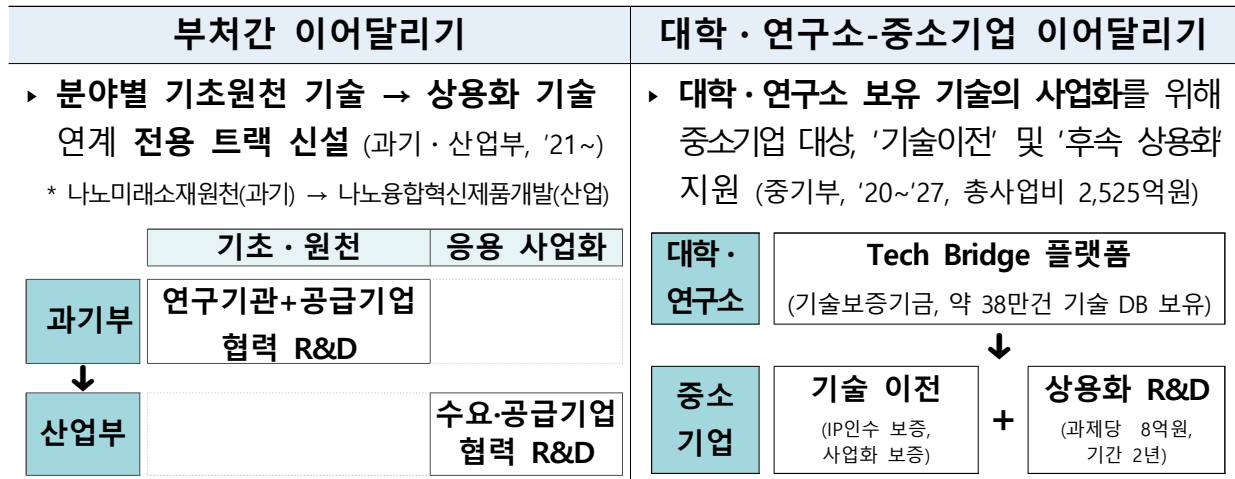 부처간 이어달리기
▸ 분야별 기초원천 기술 → 상용화 기술
연계 전용 트랙 신설 (과기·산업부, '21~)
* 나노미래소재원천(과기) → 나노융합혁신제품개발(산업)
기초·원천 응용 사업화
과기부
연구기관+공급기업
협력 R&D
↓
산업부
수요·공급기업
협력 R&D
대학·연구소-중소기업 이어달리기
▸ 대학·연구소 보유 기술의 사업화를 위해
중소기업 대상, '기술이전' 및 '후속 상용화'
지원 (중기부, '20~'27, 총사업비 2,525억원)
대학·
연구소
Tech Bridge 플랫폼
(기술보증기금, 약 38만건 기술 DB 보유)
↓
중소
기업
기술 이전
(IP인수 보증,
사업화 보증)
+
상용화 R&D
(과제당 8억원,
기간 2년)